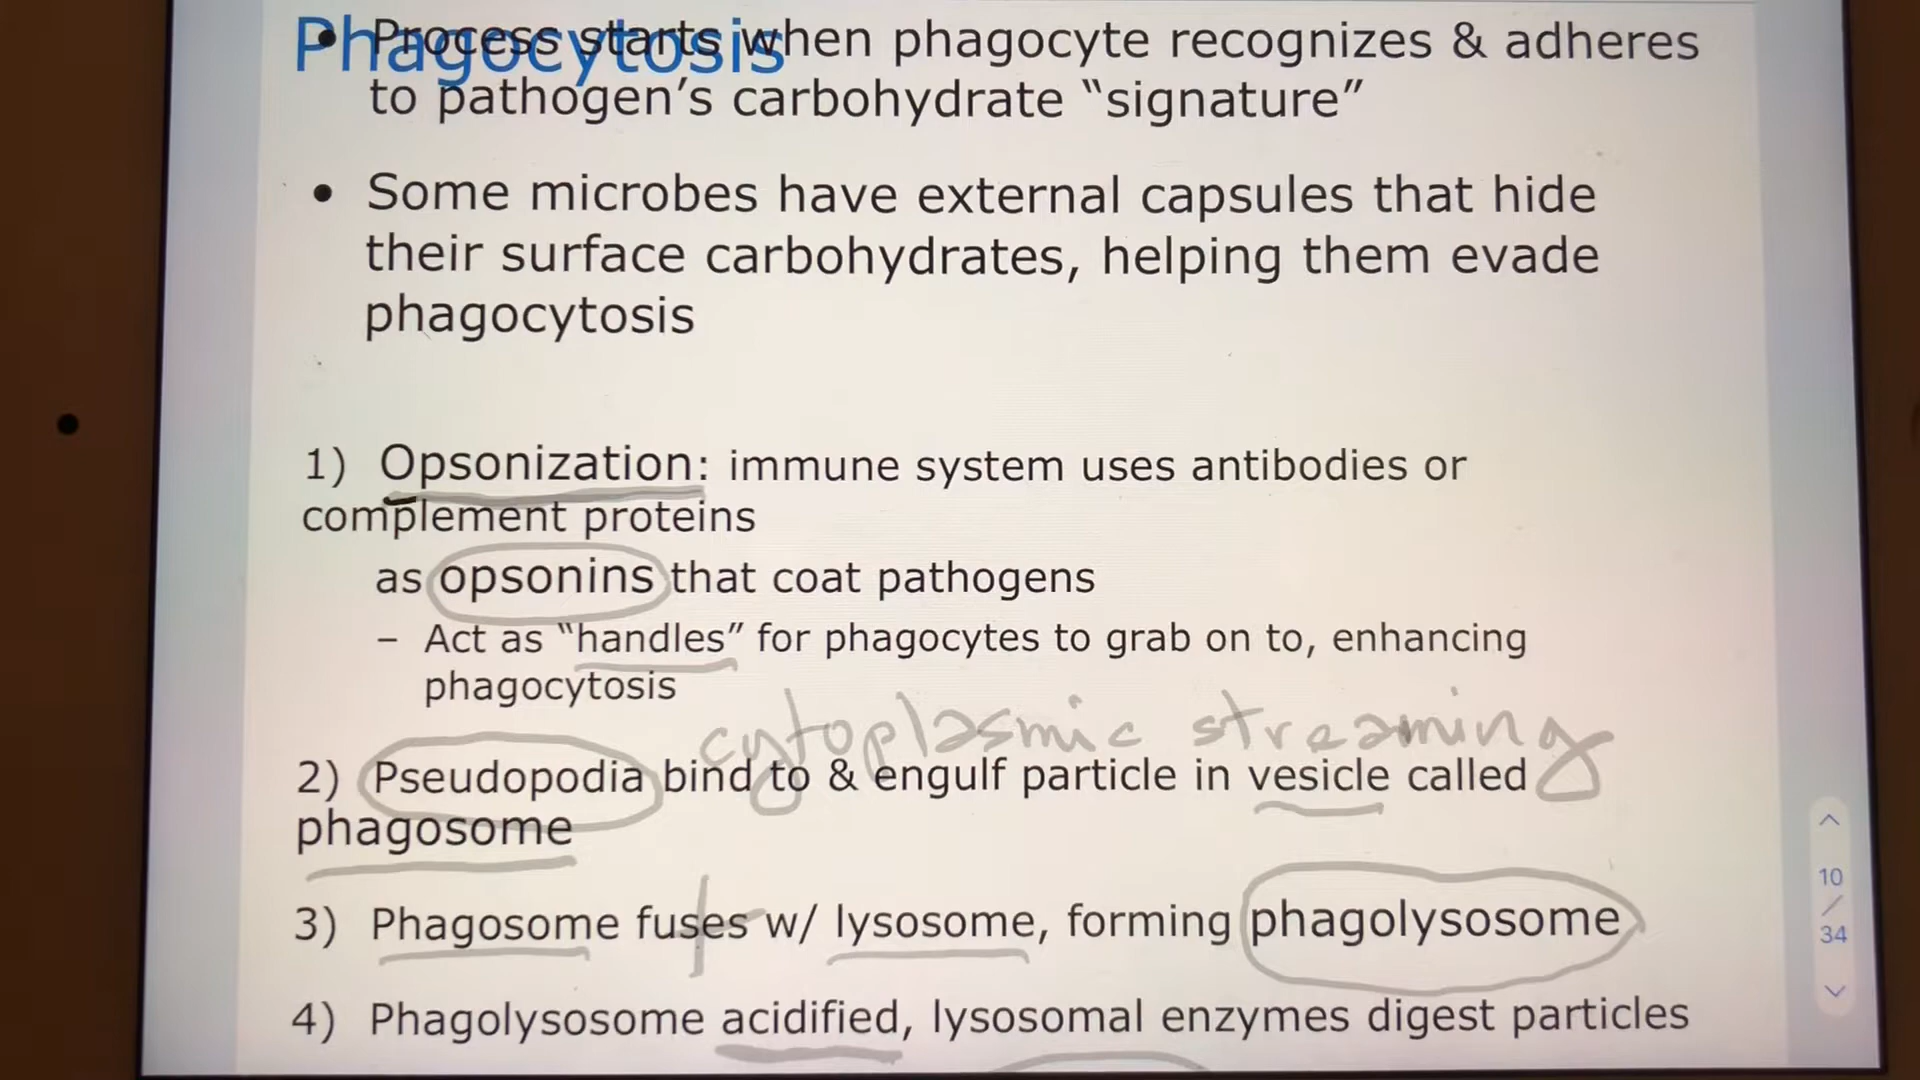 Phagocytosis
• Process starts when phagocyte recognizes & adheres
to pathogen’s carbohydrate “signature”
• Some microbes have external capsules that hide
their surface carbohydrates, helping them evade
phagocytosis
1) Opsonization: immune system uses antibodies or
complement proteins
as opsonins that coat pathogens
– Act as “handles” for phagocytes to grab on to, enhancing
phagocytosis
cytoplasmic streaming
2) Pseudopodia bind to & engulf particle in vesicle called
phagosome
3) Phagosome fuses w/ lysosome, forming phagolysosome
4) Phagolysosome acidified, lysosomal enzymes digest particles
10
/
34